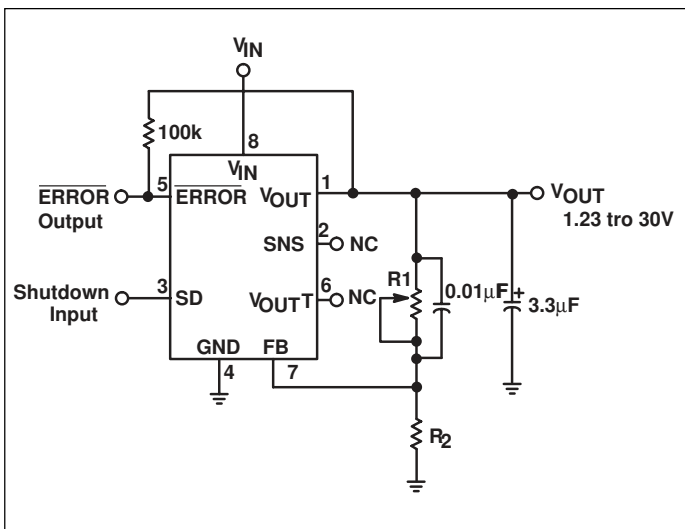 VIN
100k
8
VIN
5
ERROR
Output
ERROR
VOUT
1
VOUT
1.23 tro 30V
2
SNS
NC
R1
0.01µF
+
3.3µF
3
Shutdown
Input
SD
6
VOUTT
NC
GND
FB
4
7
R2